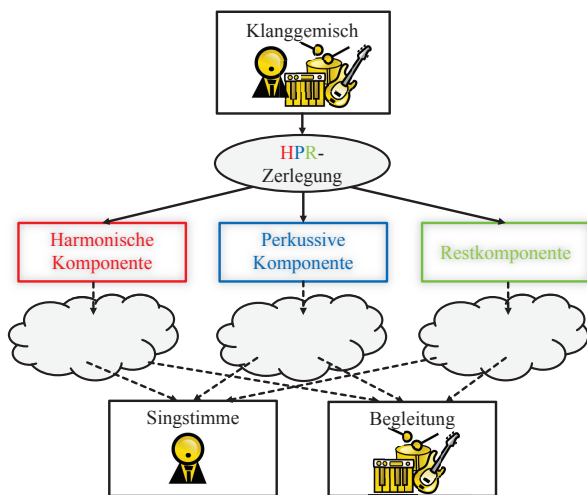 Klanggemisch
HPR-
Zerlegung
Harmonische
Komponente
Perkussive
Komponente
Restkomponente
Singstimme
Begleitung